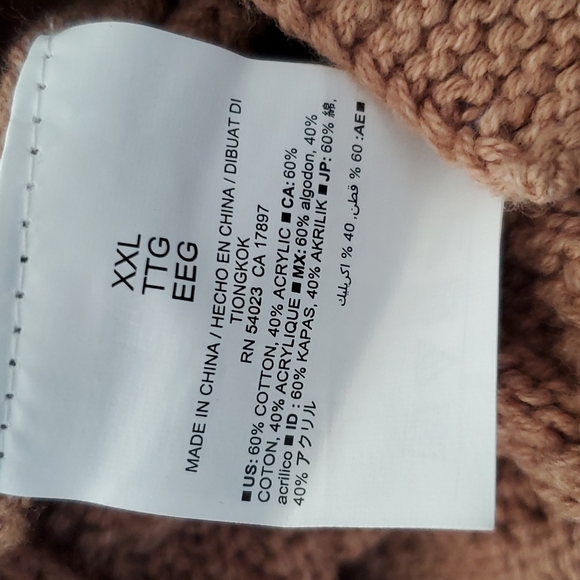 XXL
TTG
EEG
MADE IN CHINA / HECHO EN CHINA / DIBUAT DI
TIONGKOK
RN 54023 CA 17897
■US: 60% COTTON, 40% ACRYLIC ■ CA: 60%
COTON, 40% ACRYLIQUE ■ MX: 60% algodon, 40%
acrilico ■ ID : 60% KAPAS, 40% AKRILIK ■ JP: 60% 綿,
40% アクリル
■AE: 60 % قطن, 40 % اكريليك